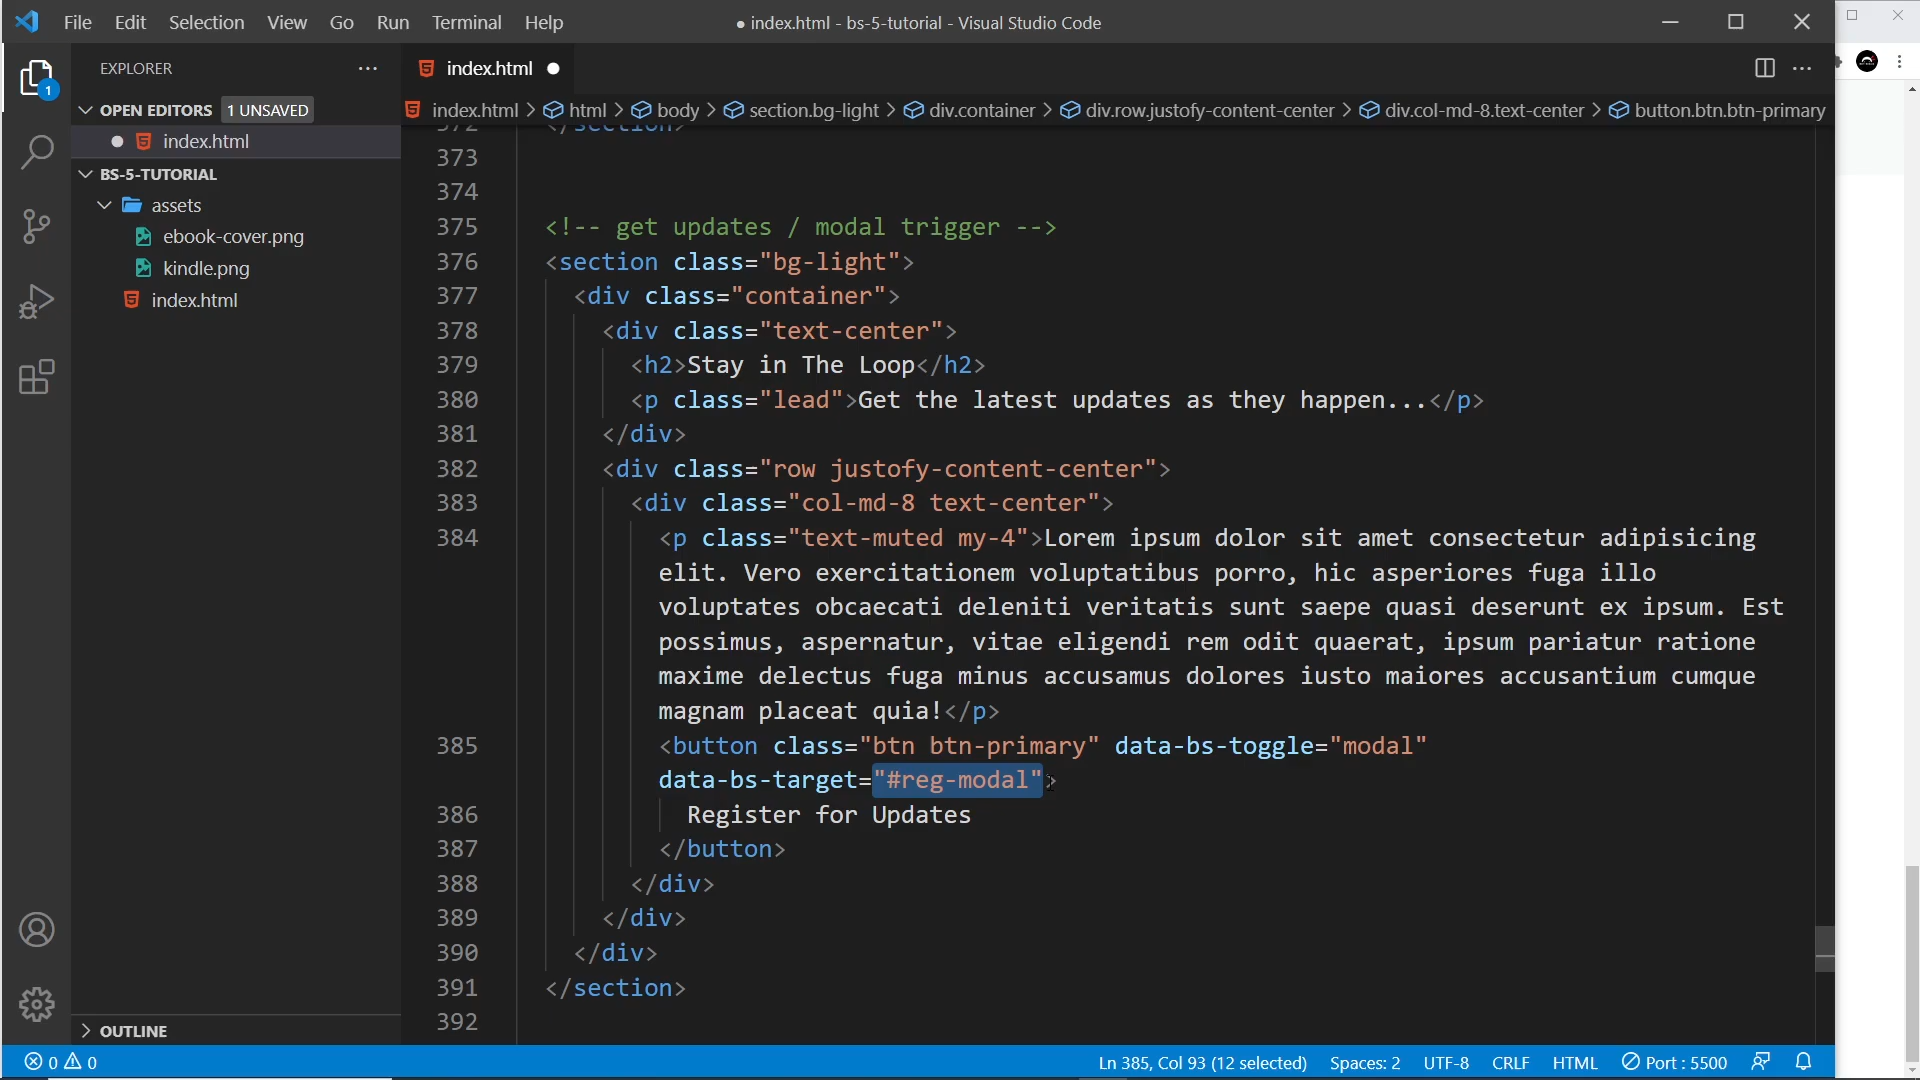 File Edit Selection View Go Run Terminal Help
● index.html - bs-5-tutorial - Visual Studio Code
EXPLORER
index.html
OPEN EDITORS 1 UNSAVED
index.html
BS-5-TUTORIAL
assets
ebook-cover.png
kindle.png
index.html
OUTLINE
1
index.html > html > body > section.bg-light > div.container > div.row.justofy-content-center > div.col-md-8.text-center > button.btn.btn-primary
372 </section>
373
374
375 <!-- get updates / modal trigger -->
376 <section class="bg-light">
377 <div class="container">
378 <div class="text-center">
379 <h2>Stay in The Loop</h2>
380 <p class="lead">Get the latest updates as they happen...</p>
381 </div>
382 <div class="row justofy-content-center">
383 <div class="col-md-8 text-center">
384 <p class="text-muted my-4">Lorem ipsum dolor sit amet consectetur adipisicing
elit. Vero exercitationem voluptatibus porro, hic asperiores fuga illo
voluptates obcaecati deleniti veritatis sunt saepe quasi deserunt ex ipsum. Est
possimus, aspernatur, vitae eligendi rem odit quaerat, ipsum pariatur ratione
maxime delectus fuga minus accusamus dolores iusto maiores accusantium cumque
magnam placeat quia!</p>
385 <button class="btn btn-primary" data-bs-toggle="modal"
data-bs-target="#reg-modal">
386 Register for Updates
387 </button>
388 </div>
389 </div>
390 </div>
391 </section>
392
0 0
Ln 385, Col 93 (12 selected) Spaces: 2 UTF-8 CRLF HTML Port : 5500